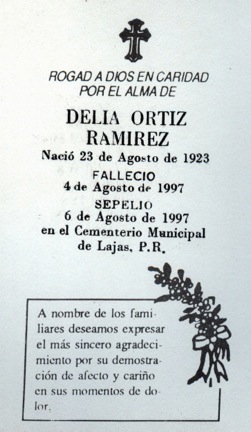 ROGAD A DIOS EN CARIDAD
POR EL ALMA DE
DELIA ORTIZ
RAMIREZ
Nació 23 de Agosto de 1923
FALLECIO
4 de Agosto de 1997
SEPELIO
6 de Agosto de 1997
en el Cementerio Municipal
de Lajas, P.R.
A nombre de los fami-
liares deseamos expresar
el más sincero agradeci-
miento por su demostra-
ción de afecto y cariño
en sus momentos de do-
lor.